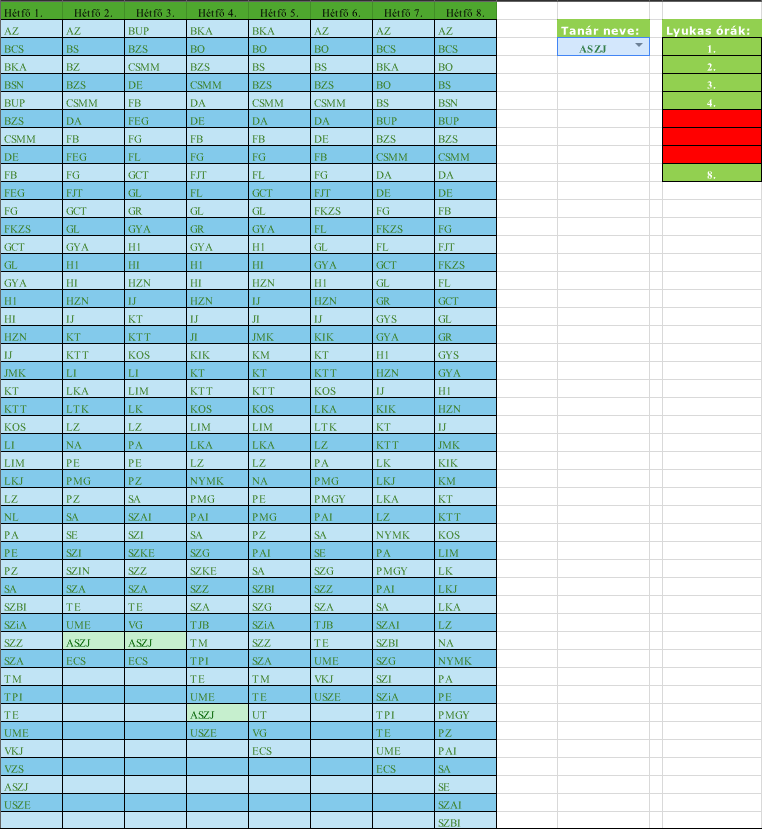 Hétfő 1. Hétfő 2. Hétfő 3. Hétfő 4. Hétfő 5. Hétfő 6. Hétfő 7. Hétfő 8.
AZ AZ BUP BKA BKA AZ AZ AZ Tanár neve: Lyukas órák:
BCS BS BZS BO BO BO BCS BCS ASZJ 1.
BKA BZ CSMM BZS BS BS BKA BO 2.
BSN BZS DE CSMM BZS BZS BO BS 3.
BUP CSMM FB DA CSMM CSMM BS BSN 4.
BZS DA FEG DE DA DA BUP BUP
CSMM FB FG FB FB DE BZS BZS
DE FEG FL FG FG FB CSMM CSMM
FB FG GCT FJT FL FG DA DA 8.
FEG FJT GL FL GCT FJT DE DE
FG GCT GR GL GL FKZS FG FB
FKZS GL GYA GR GYA FL FKZS FG
GCT GYA H1 GYA H1 GL FL FJT
GL H1 HI H1 HI GYA GCT FKZS
GYA HI HZN HI HZN H1 GL FL
H1 HZN IJ HZN IJ HZN GR GCT
HI IJ KT IJ JI IJ GYS GL
HZN KT KTT JI JMK KIK GYA GR
IJ KTT KOS KIK KM KT H1 GYS
JMK LI LI KT KT KTT HZN GYA
KT LKA LIM KTT KTT KOS IJ H1
KTT LTK LK KOS KOS LKA KIK HZN
KOS LZ LZ LIM LIM LTK KT IJ
LI NA PA LKA LKA LZ KTT JMK
LIM PE PE LZ LZ PA LK KIK
LKJ PMG PZ NYMK NA PMG LKJ KM
LZ PZ SA PMG PE PMGY LKA KT
NL SA SZAI PAI PMG PAI LZ KTT
PA SE SZI SA PZ SA NYMK KOS
PE SZI SZKE SZG PAI SE PA LIM
PZ SZIN SZZ SZKE SA SZG PMGY LK
SA SZA SZA SZZ SZBI SZZ PAI LKJ
SZBI TE TE SZA SZG SZA SA LKA
SZiA UME VG TJB SZiA TJB SZAI LZ
SZZ ASZJ ASZJ TM SZZ TE SZBI NA
SZA ECS ECS TPI SZA UME SZG NYMK
TM TE TM VKJ SZI PA
TPI UME TE USZE SZiA PE
TE ASZJ UT TPI PMGY
UME USZE VG TE PZ
VKJ ECS UME PAI
VZS ECS SA
ASZJ SE
USZE SZAI
SZBI